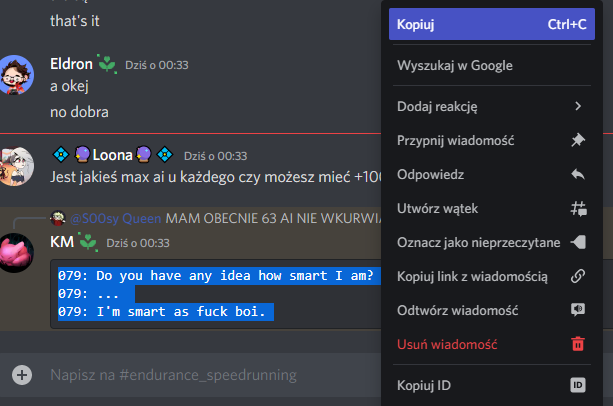 that's it
Eldron Dziś o 00:33
a okej
no dobra
Loona Dziś o 00:33
Jest jakieś max ai u każdego czy możesz mieć
@S00sy Queen MAM OBECNIE 63 AI NIE
KM Dziś o 00:33
079: Do you have any idea how smart I am?
079: ...
079: I'm smart as fuck boi.
Napisz na #endurance_speedrunning
Kopiuj Ctrl+C
Wyszukaj w Google
Dodaj reakcję
Przypnij wiadomość
Odpowiedz
Utwórz wątek
Oznacz jako nieprzeczytane
Kopiuj link z wiadomością
Odtwórz wiadomość
Usuń wiadomość
Kopiuj ID
ID